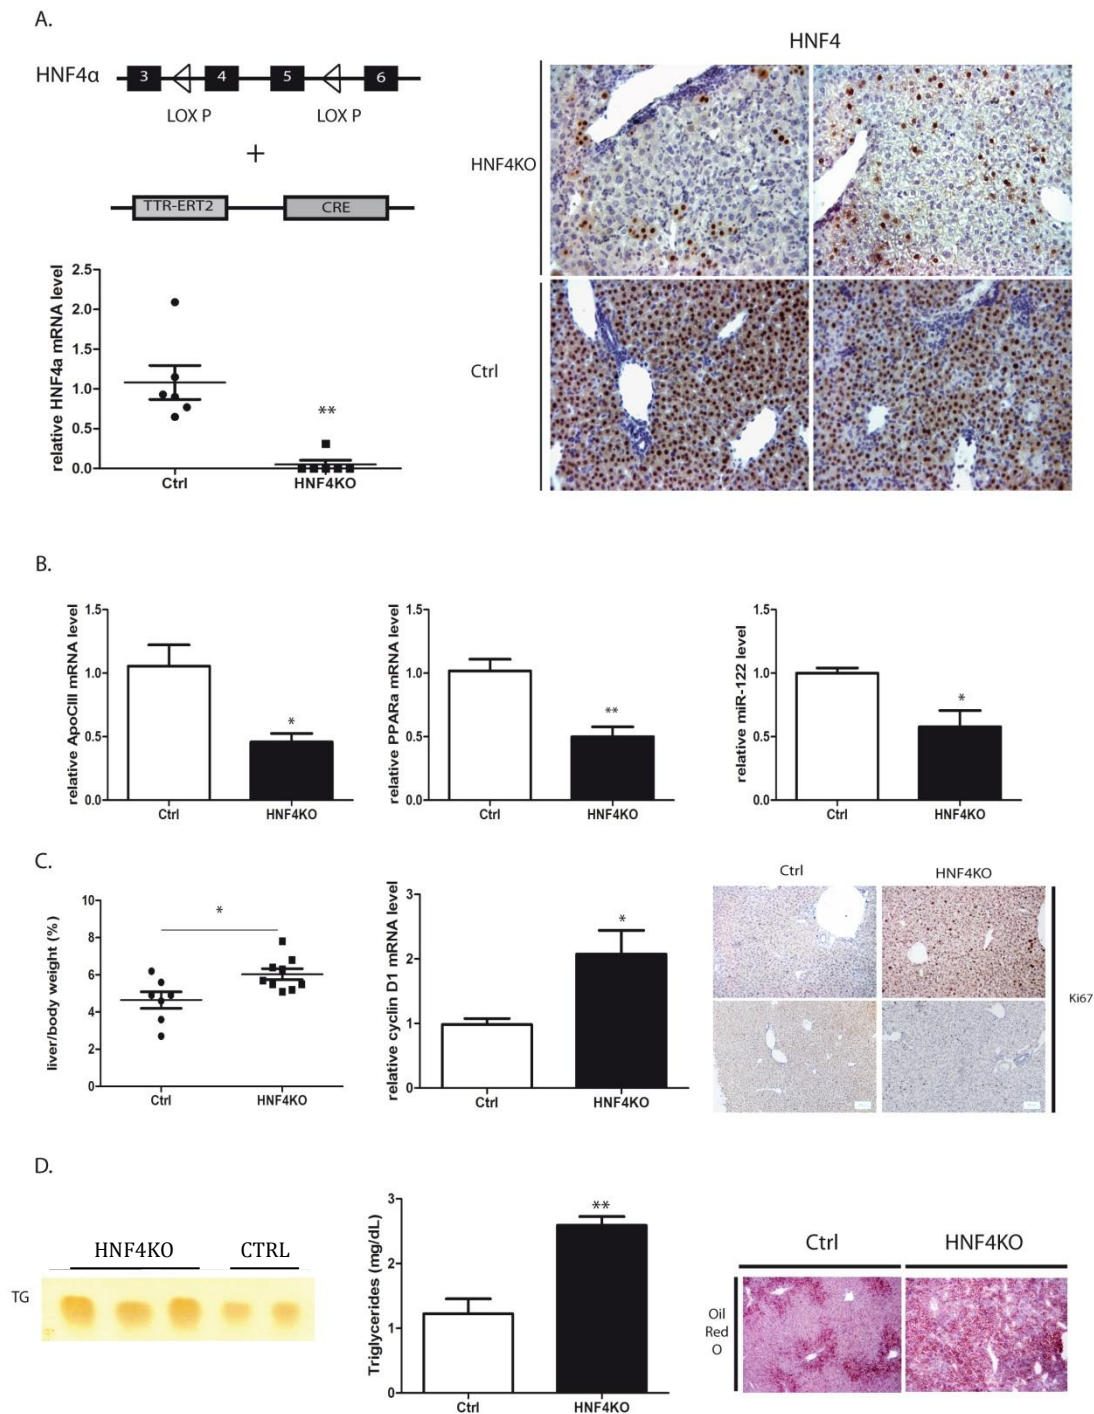 A.
HNF4α
3
4
5
6
LOX P
LOX P
+
TTR-ERT2
CRE
relative HNF4a mRNA level
2.5
2.0
1.5
1.0
0.5
0.0
**
Ctrl
HNF4KO
HNF4
HNF4KO
Ctrl
B.
relative ApoCIII mRNA level
1.5
1.0
0.5
0.0
*
Ctrl
HNF4KO
relative PPARa mRNA level
1.5
1.0
0.5
0.0
**
Ctrl
HNF4KO
relative miR-122 level
1.5
1.0
0.5
0.0
*
Ctrl
HNF4KO
C.
liver/body weight (%)
10
8
6
4
2
0
*
Ctrl
HNF4KO
relative cyclin D1 mRNA level
3
2
1
0
*
Ctrl
HNF4KO
Ctrl
HNF4KO
Ki67
D.
HNF4KO
CTRL
TG
Triglycerides (mg/dL)
3
2
1
0
**
Ctrl
HNF4KO
Ctrl
HNF4KO
Oil
Red
O